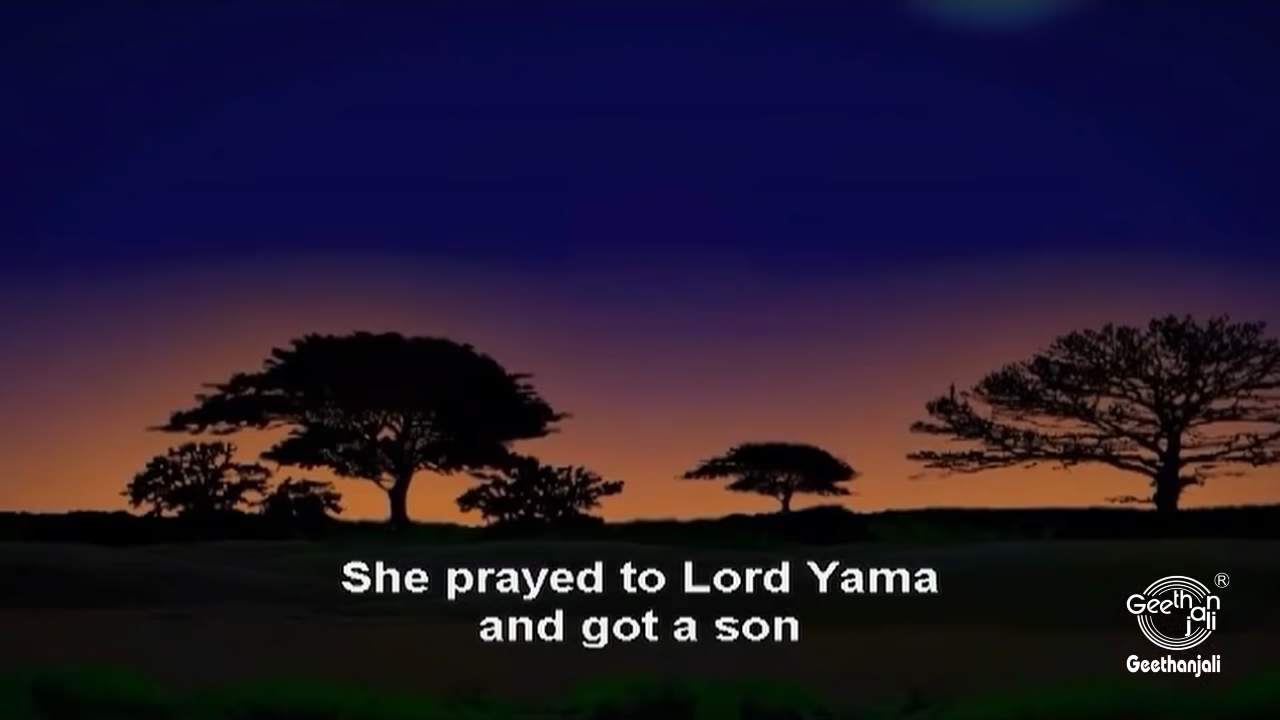 She prayed to Lord Yama
and got a son
Geethanjali
®
Geethanjali